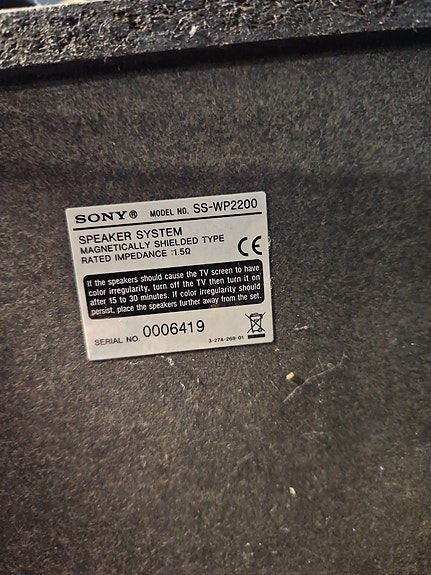 SONY® MODEL NO. SS-WP2200
SPEAKER SYSTEM
MAGNETICALLY SHIELDED TYPE
RATED IMPEDANCE :1.5Ω
CE
If the speakers should cause the TV screen to have
color irregularity, turn off the TV then turn it on
after 15 to 30 minutes. If color irregularity should
persist, place the speakers further away from the set.
SERIAL NO. 0006419
3-274-269-01